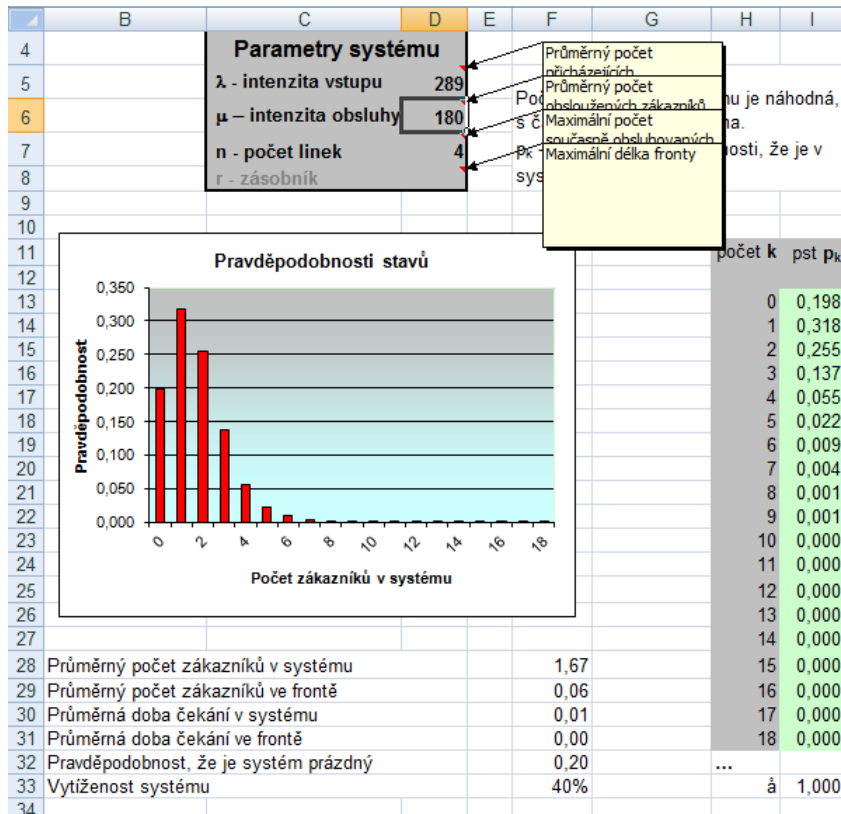 B C D E F G H I
4 Parametry systému Průměrný počet
přicházejících
5 λ - intenzita vstupu 289 Průměrný počet
obsloužených zákazníků
6 μ – intenzita obsluhy 180 Maximální počet
současně obsluhovaných
7 n - počet linek 4 Maximální délka fronty
8 r - zásobník
je náhodná,
s
na.
že je v
9
10
11 Pravděpodobnosti stavů počet k pst pk
12
0,350
0,300
0,250
0,200
0,150
0,100
0,050
0,000
Pravděpodobnost
0 2 4 6 8 10 12 14 16 18
Počet zákazníků v systému
13 0 0,198
14 1 0,318
15 2 0,255
16 3 0,137
17 4 0,055
18 5 0,022
19 6 0,009
20 7 0,004
21 8 0,001
22 9 0,001
23 10 0,000
24 11 0,000
25 12 0,000
26 13 0,000
27 14 0,000
28 Průměrný počet zákazníků v systému 1,67 15 0,000
29 Průměrný počet zákazníků ve frontě 0,06 16 0,000
30 Průměrná doba čekání v systému 0,01 17 0,000
31 Průměrná doba čekání ve frontě 0,00 18 0,000
32 Pravděpodobnost, že je systém prázdný 0,20 ...
33 Vytíženost systému 40% å 1,000
34